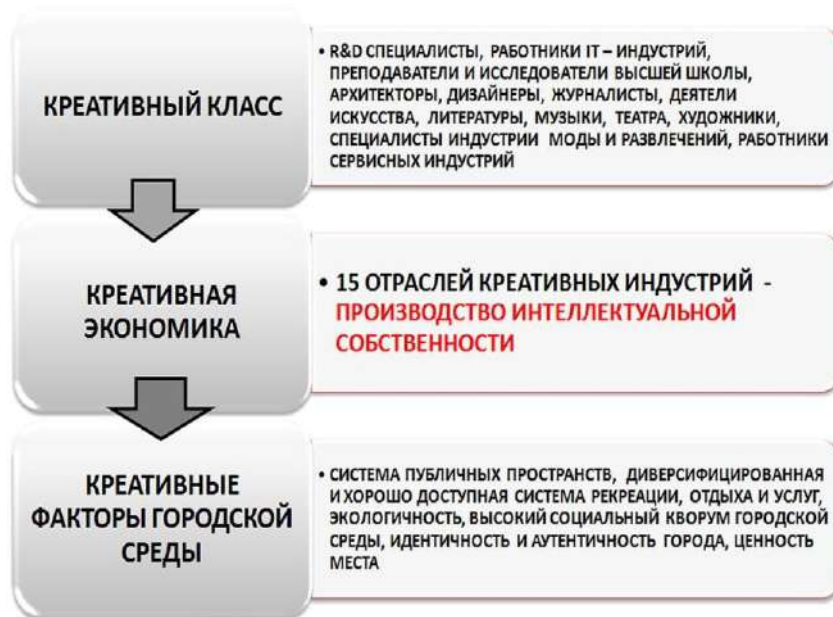 КРЕАТИВНЫЙ КЛАСС
• R&D СПЕЦИАЛИСТЫ, РАБОТНИКИ IT – ИНДУСТРИЙ,
ПРЕПОДАВАТЕЛИ И ИССЛЕДОВАТЕЛИ ВЫСШЕЙ ШКОЛЫ,
АРХИТЕКТОРЫ, ДИЗАЙНЕРЫ, ЖУРНАЛИСТЫ, ДЕЯТЕЛИ
ИСКУССТВА, ЛИТЕРАТУРЫ, МУЗЫКИ, ТЕАТРА, ХУДОЖНИКИ,
СПЕЦИАЛИСТЫ ИНДУСТРИИ МОДЫ И РАЗВЛЕЧЕНИЙ, РАБОТНИКИ
СЕРВИСНЫХ ИНДУСТРИЙ
КРЕАТИВНАЯ
ЭКОНОМИКА
• 15 ОТРАСЛЕЙ КРЕАТИВНЫХ ИНДУСТРИЙ -
ПРОИЗВОДСТВО ИНТЕЛЛЕКТУАЛЬНОЙ
СОБСТВЕННОСТИ
КРЕАТИВНЫЕ
ФАКТОРЫ ГОРОДСКОЙ
СРЕДЫ
• СИСТЕМА ПУБЛИЧНЫХ ПРОСТРАНСТВ, ДИВЕРСИФИЦИРОВАННАЯ
И ХОРОШО ДОСТУПНАЯ СИСТЕМА РЕКРЕАЦИИ, ОТДЫХА И УСЛУГ,
ЭКОЛОГИЧНОСТЬ, ВЫСОКИЙ СОЦИАЛЬНЫЙ КВОРУМ ГОРОДСКОЙ
СРЕДЫ, ИДЕНТИЧНОСТЬ И АУТЕНТИЧНОСТЬ ГОРОДА, ЦЕННОСТЬ
МЕСТА